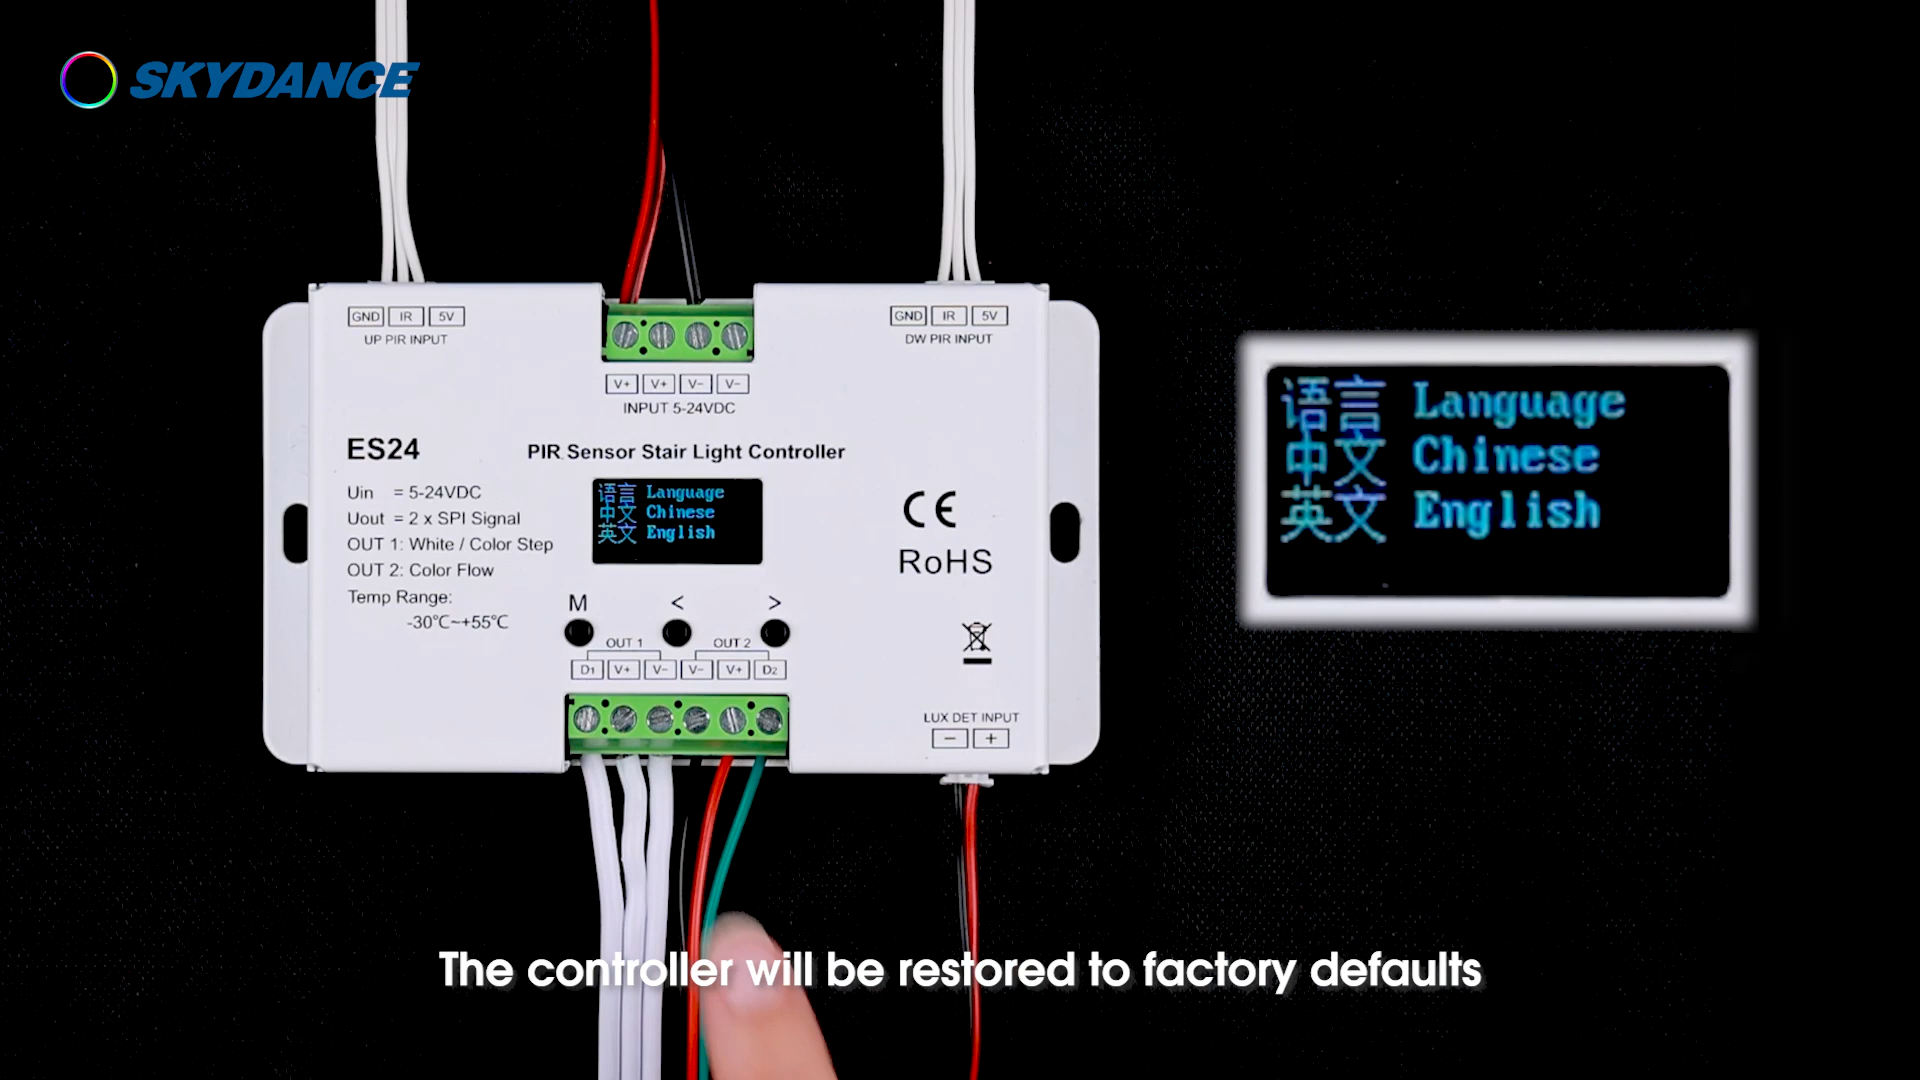 SKYDANCE
GND IR 5V
UP PIR INPUT
V+ V+ V- V-
INPUT 5-24VDC
GND IR 5V
DW PIR INPUT
ES24
PIR Sensor Stair Light Controller
Uin = 5-24VDC
Uout = 2 x SPI Signal
OUT 1: White / Color Step
OUT 2: Color Flow
Temp Range:
-30℃~+55℃
语言 Language
中文 Chinese
英文 English
CE
RoHS
M < >
OUT 1 OUT 2
D1 V+ V- V- V+ D2
LUX DET INPUT
- +
语言 Language
中文 Chinese
英文 English
The controller will be restored to factory defaults